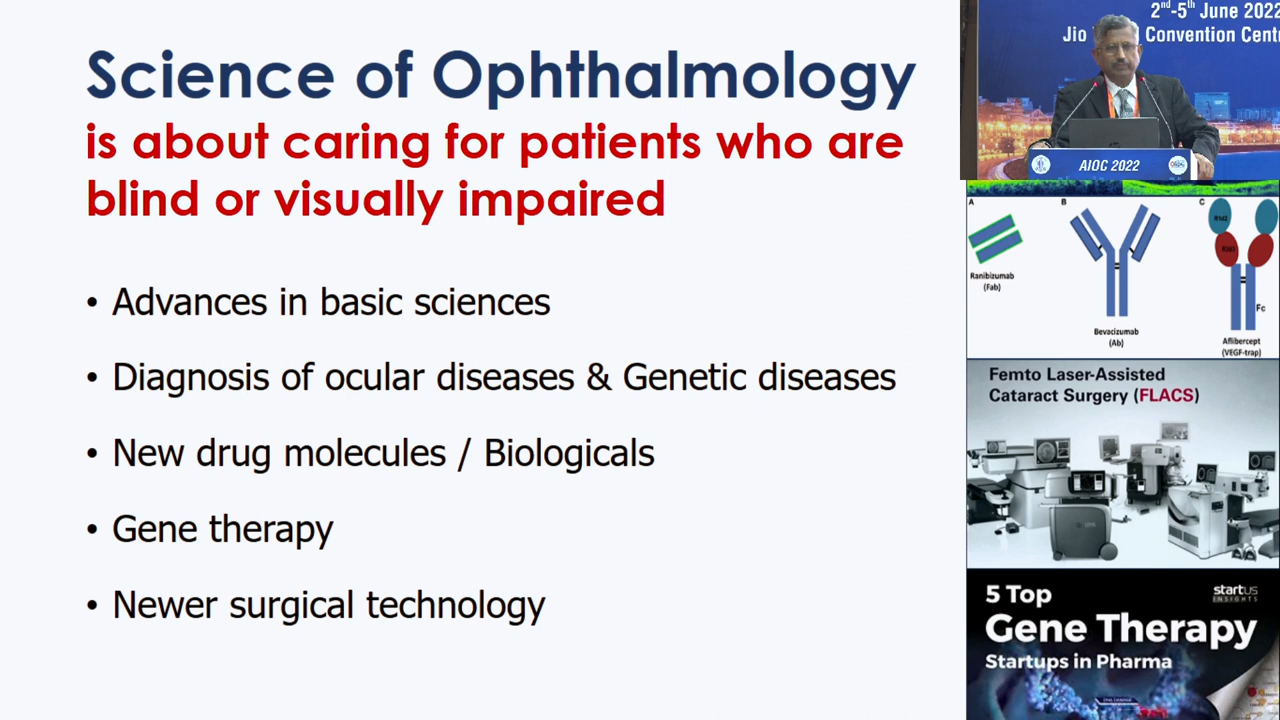 Science of Ophthalmology
is about caring for patients who are
blind or visually impaired
• Advances in basic sciences
• Diagnosis of ocular diseases & Genetic diseases
• New drug molecules / Biologicals
• Gene therapy
• Newer surgical technology
2nd-5th June 2022
Jio Convention Cent
AIOC 2022
A
B
C
Ranibizumab
(Fab)
Bevacizumab
(Ab)
Fc
Aflibercept
(VEGF-trap)
Femto Laser-Assisted
Cataract Surgery (FLACS)
5 Top
startus
INSIGHTS
Gene Therapy
Startups in Pharma